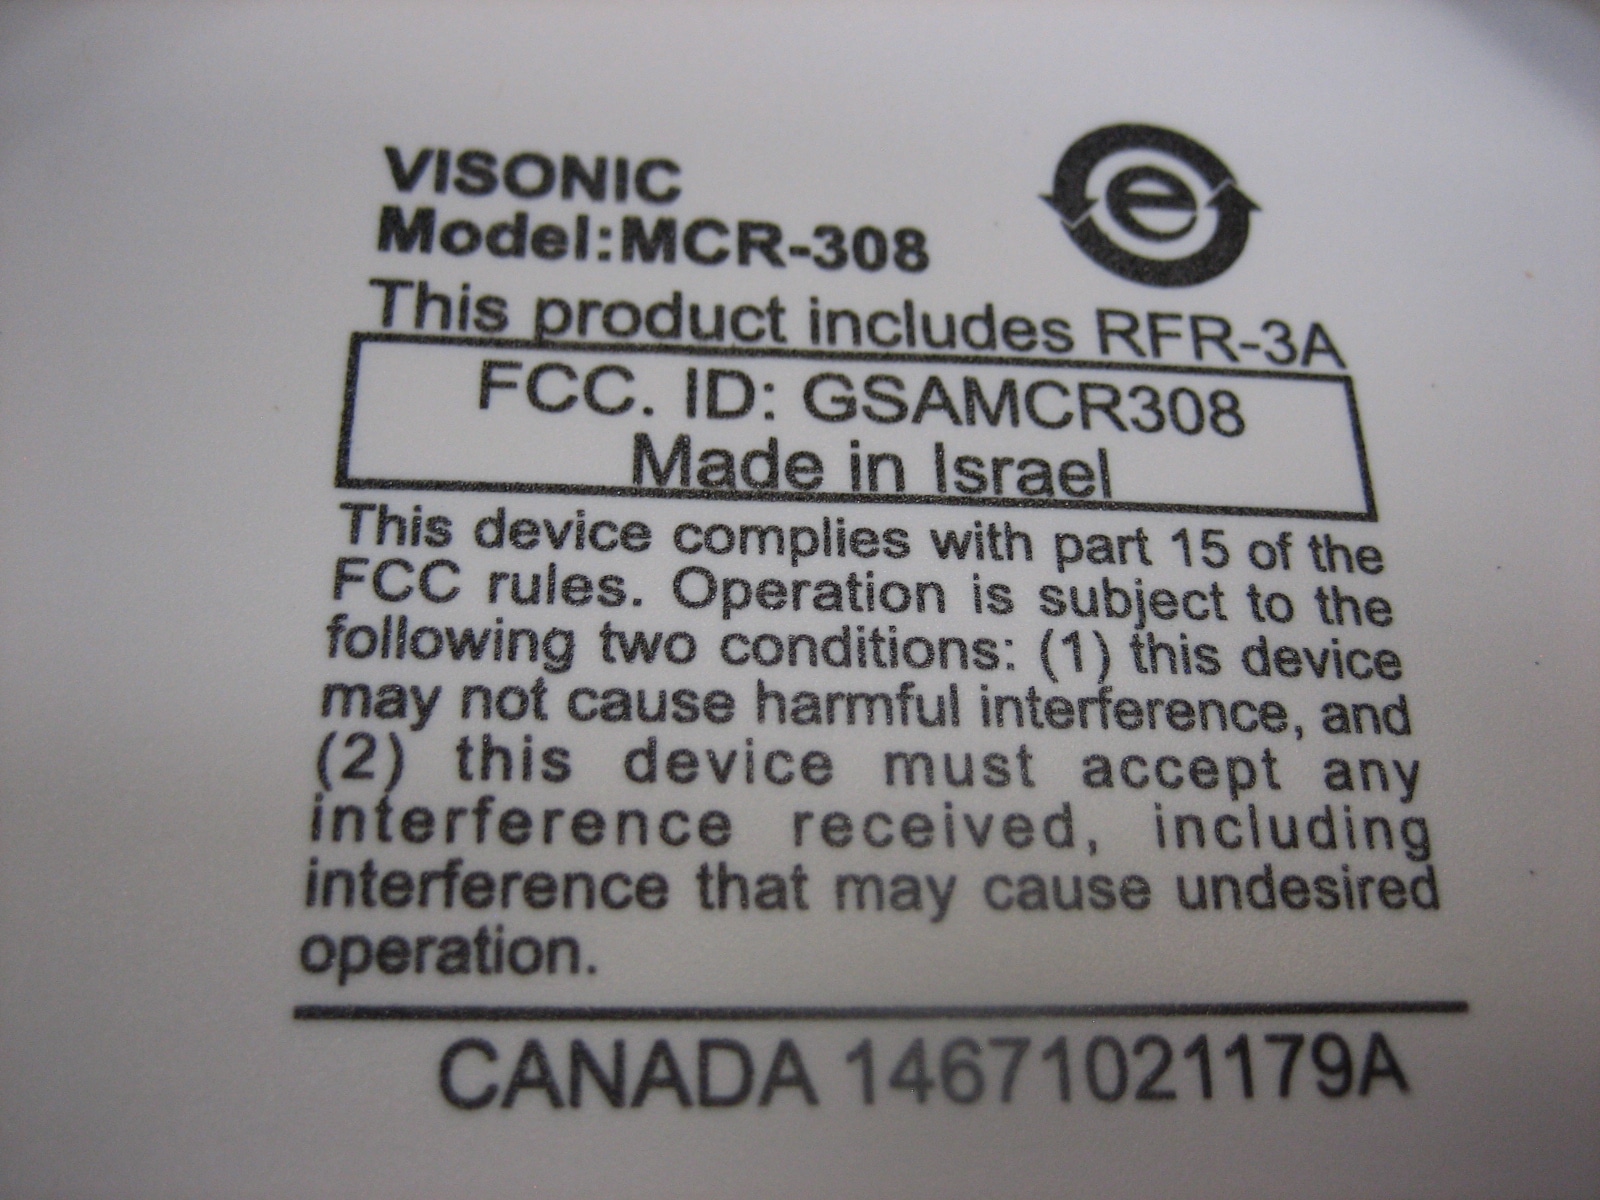 VISONIC
e
Model:MCR-308
This product includes RFR-3A
FCC. ID: GSAMCR308
Made in Israel
This device complies with part 15 of the
FCC rules. Operation is subject to the
following two conditions: (1) this device
may not cause harmful interference, and
(2) this device must accept any
interference received, including
interference that may cause undesired
operation.
CANADA 14671021179A